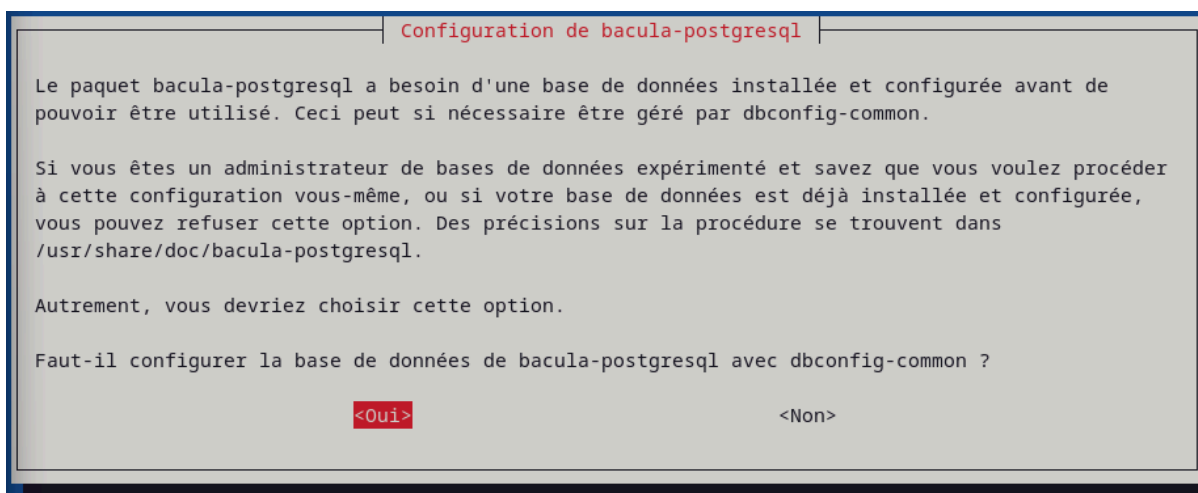 Configuration de bacula-postgresql
Le paquet bacula-postgresql a besoin d'une base de données installée et configurée avant de
pouvoir être utilisé. Ceci peut si nécessaire être géré par dbconfig-common.
Si vous êtes un administrateur de bases de données expérimenté et savez que vous voulez procéder
à cette configuration vous-même, ou si votre base de données est déjà installée et configurée,
vous pouvez refuser cette option. Des précisions sur la procédure se trouvent dans
/usr/share/doc/bacula-postgresql.
Autrement, vous devriez choisir cette option.
Faut-il configurer la base de données de bacula-postgresql avec dbconfig-common ?
<Oui> <Non>